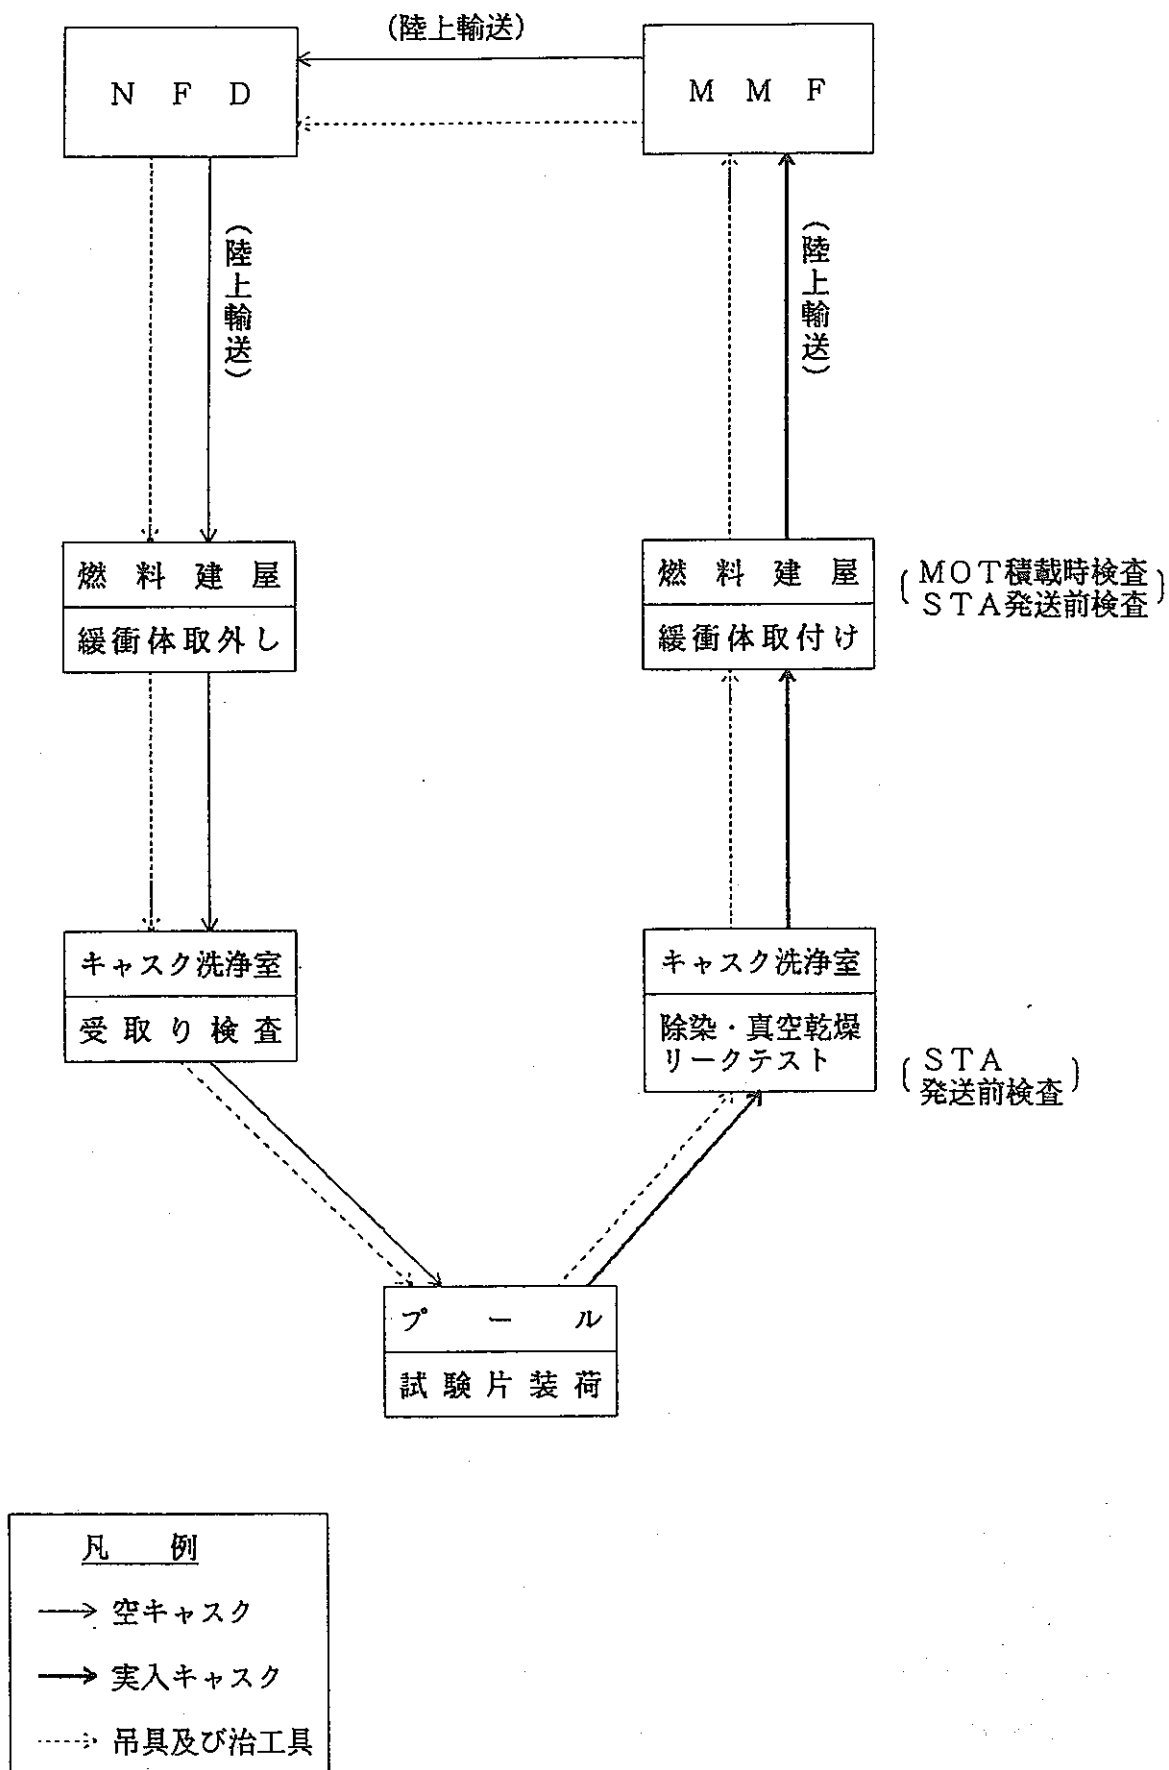 (陸上輸送)
N F D
M M F
(陸上輸送)
(陸上輸送)
燃料建屋
緩衝体取外し
燃料建屋
緩衝体取付け
MOT積載時検査
STA発送前検査
キャスク洗浄室
受取り検査
キャスク洗浄室
除染・真空乾燥
リークテスト
STA
発送前検査
プール
試験片装荷
凡例
空キャスク
実入キャスク
吊具及び治工具